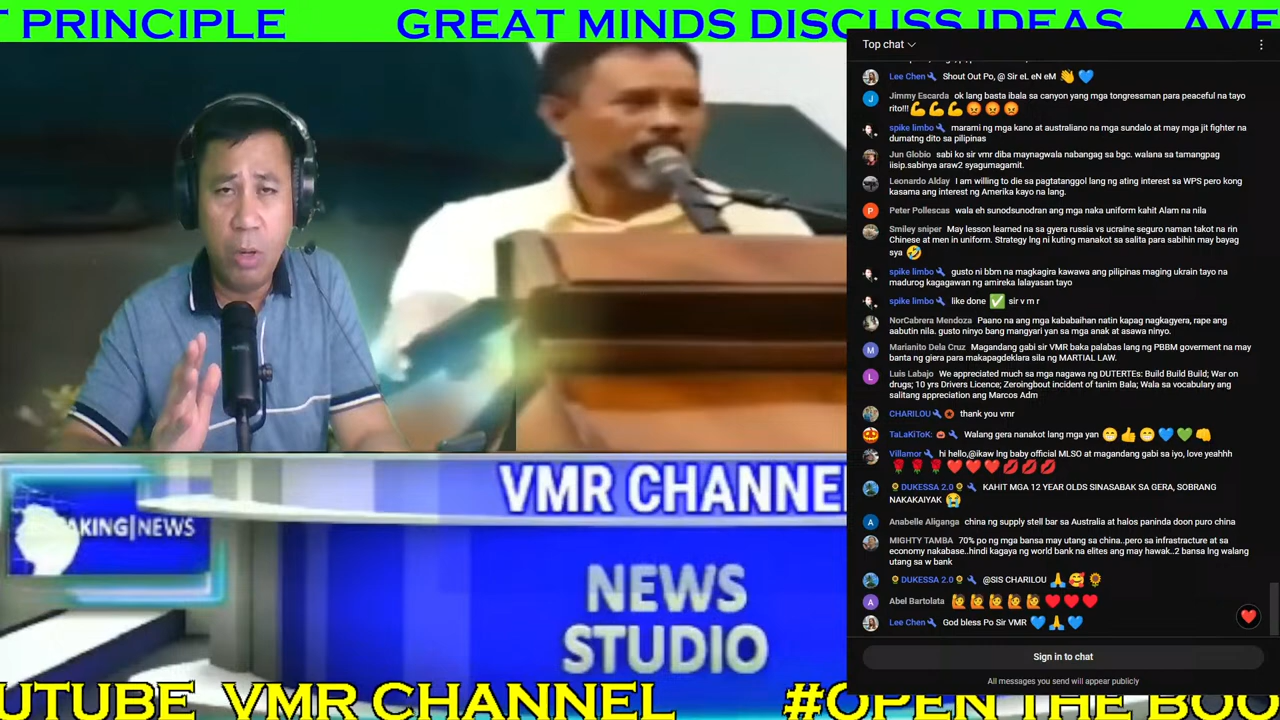 PRINCIPLE GREAT MINDS DISCUSS IDEAS AVE
Top chat
Lee Chen Shout Out Po, @ Sir eL eN eM 👋 💙
Jimmy Escarda ok lang basta ibala sa canyon yang mga tongressman para peaceful na tayo
rito!!!💪💪💪😡😡😡
spike limbo marami ng mga kano at australiano na mga sundalo at may mga jit fighter na
dumatng dito sa pilipinas
Jun Globio sabi ko sir vmr diba maynagwala nabangag sa bgc. walana sa tamangpag
iisip.sabinya araw2 syagumagamit.
Leonardo Alday I am willing to die sa pagtatanggol lang ng ating interest sa WPS pero kong
kasama ang interest ng Amerika kayo na lang.
Peter Pollescas wala eh sunodsunodran ang mga naka uniform kahit Alam na nila
Smiley sniper May lesson learned na sa gyera russia vs ucraine seguro naman takot na rin
Chinese at men in uniform. Strategy lng ni kuting manakot sa salita para sabihin may bayag
sya 🤣
spike limbo gusto ni bbm na magkagira kawawa ang pilipinas maging ukrain tayo na
madurog kagagawan ng amireka lalayasan tayo
spike limbo like done ✅ sir v m r
NorCabrera Mendoza Paano na ang mga kababaihan natin kapag nagkagyera, rape ang
aabutin nila. gusto ninyo bang mangyari yan sa mga anak at asawa ninyo.
Marianito Dela Cruz Magandang gabi sir VMR baka palabas lang ng PBBM goverment na may
banta ng giera para makapagdeklara sila ng MARTIAL LAW.
Luis Labajo We appreciated much sa mga nagawa ng DUTERTEs: Build Build Build; War on
drugs; 10 yrs Drivers Licence; Zeroingbout incident of tanim Bala; Wala sa vocabulary ang
salitang appreciation ang Marcos Adm
CHARILOU thank you vmr
TaLaKiToK: Walang gera nanakot lang mga yan 😁👍😁💙💚👊
Villamor hi hello,@ikaw lng baby official MLSO at magandang gabi sa iyo, love yeahhh
🌹🌹🌹❤️❤️❤️💋💋💋
🌻DUKESSA 2.0🌻 KAHIT MGA 12 YEAR OLDS SINASABAK SA GERA, SOBRANG
NAKAKAIYAK 😭
Anabelle Aliganga china ng supply stell bar sa Australia at halos paninda doon puro china
MIGHTY TAMBA 70% po ng mga bansa may utang sa china..pero sa infrastracture at sa
economy nakabase..hindi kagaya ng world bank na elites ang may hawak..2 bansa lng walang
utang sa w bank
🌻DUKESSA 2.0🌻 @SIS CHARILOU 🙏🥰🌻
Abel Bartolata 🙋🙋🙋🙋🙋❤️❤️❤️
Lee Chen God bless Po Sir VMR 💙🙏💙
Sign in to chat
All messages you send will appear publicly
VMR CHANNE
AKING|NEWS
NEWS
STUDIO
OUTUBE VMR CHANNEL #OPEN THE BOO